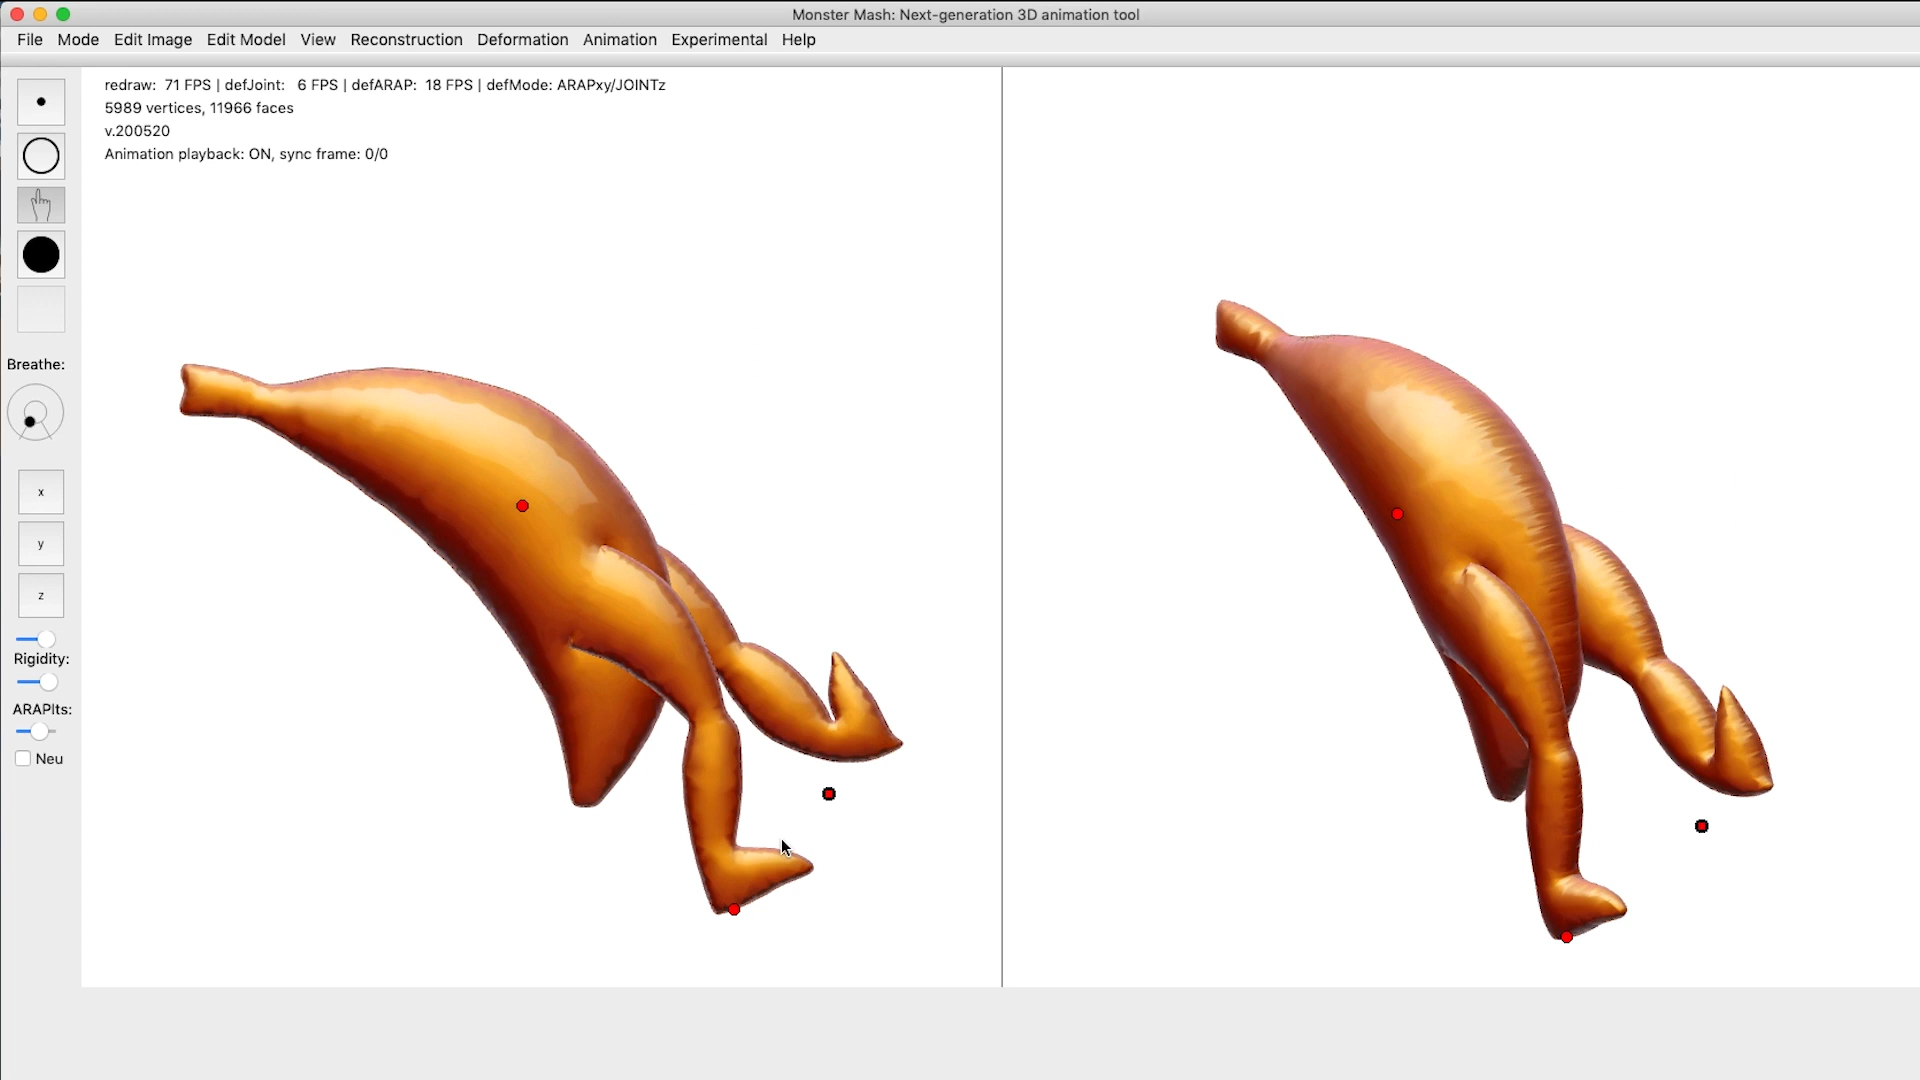 Monster Mash: Next-generation 3D animation tool
File Mode Edit Image Edit Model View Reconstruction Deformation Animation Experimental Help
redraw: 71 FPS | defJoint: 6 FPS | defARAP: 18 FPS | defMode: ARAPxy/JOINTz
5989 vertices, 11966 faces
v.200520
Animation playback: ON, sync frame: 0/0
Breathe:
x
y
z
Rigidity:
ARAPIts:
Neu